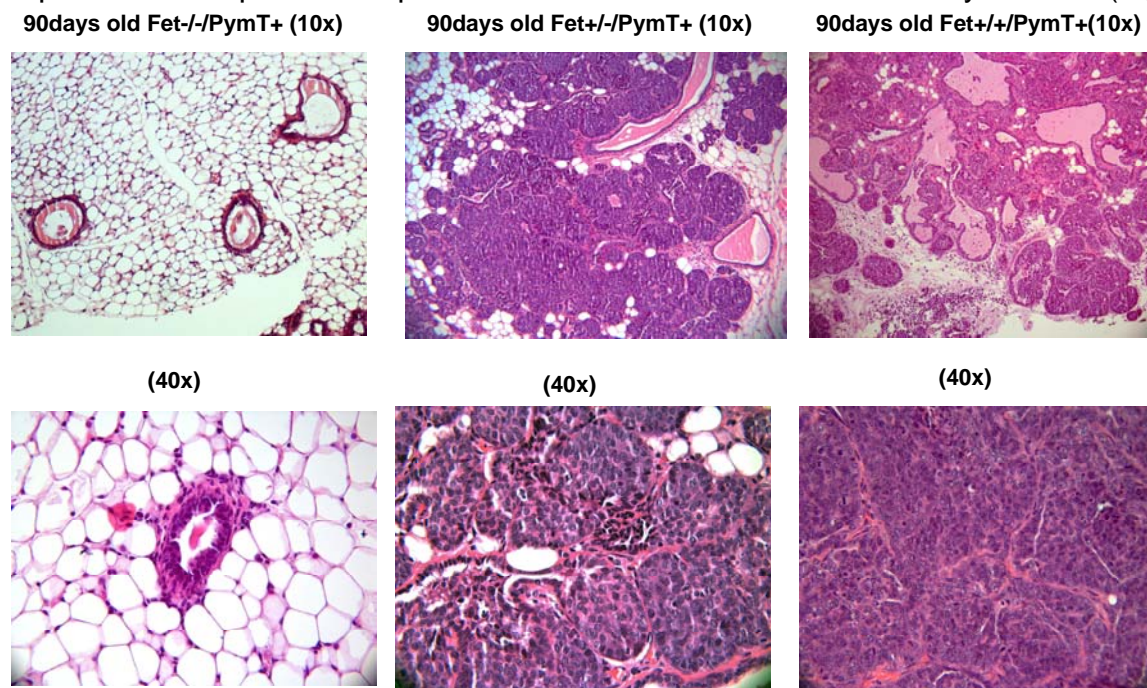 90days old Fet-/-/PymT+ (10x) 90days old Fet+/-/PymT+ (10x) 90days old Fet+/+/PymT+(10x)
(40x) (40x) (40x)